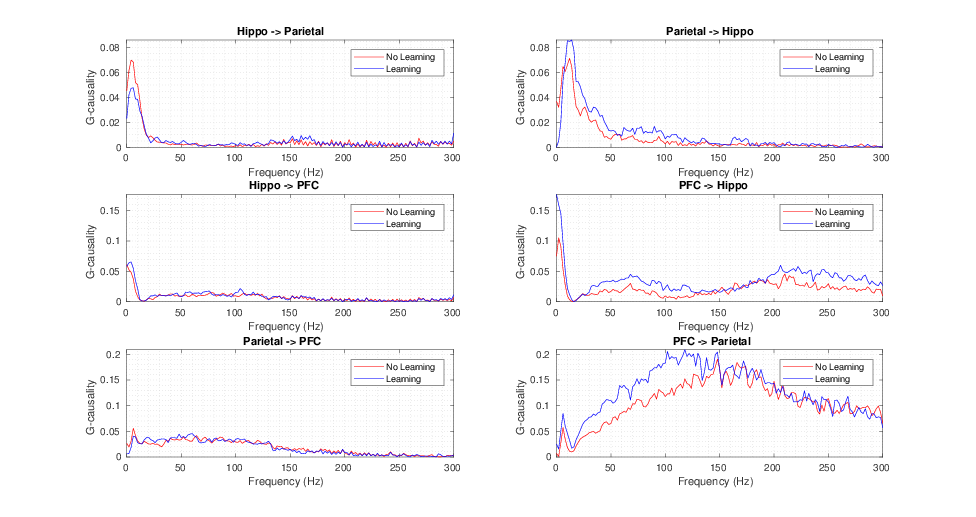 Hippo -> Parietal
G-causality
0.08
0.06
0.04
0.02
0
No Learning
Learning
0 50 100 150 200 250 300
Frequency (Hz)
Parietal -> Hippo
G-causality
0.08
0.06
0.04
0.02
0
No Learning
Learning
0 50 100 150 200 250 300
Frequency (Hz)
Hippo -> PFC
G-causality
0.15
0.1
0.05
0
No Learning
Learning
0 50 100 150 200 250 300
Frequency (Hz)
PFC -> Hippo
G-causality
0.15
0.1
0.05
0
No Learning
Learning
0 50 100 150 200 250 300
Frequency (Hz)
Parietal -> PFC
G-causality
0.2
0.15
0.1
0.05
0
No Learning
Learning
0 50 100 150 200 250 300
Frequency (Hz)
PFC -> Parietal
G-causality
0.2
0.15
0.1
0.05
0
No Learning
Learning
0 50 100 150 200 250 300
Frequency (Hz)